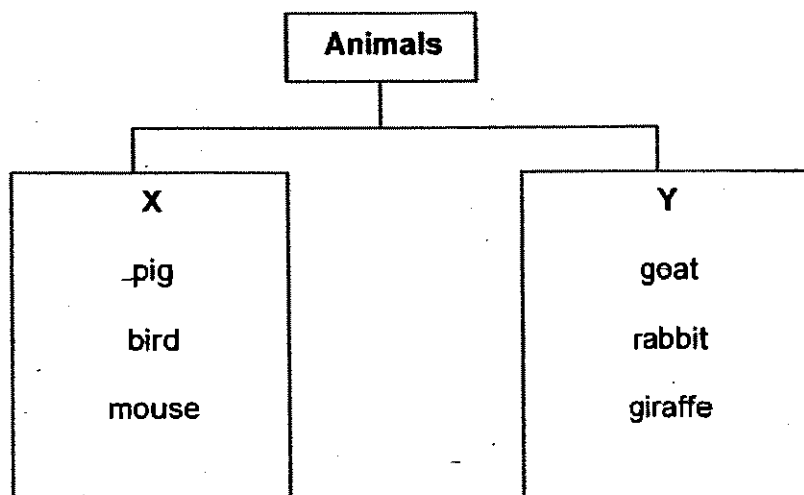 Animals
X
pig
bird
mouse
Y
goat
rabbit
giraffe